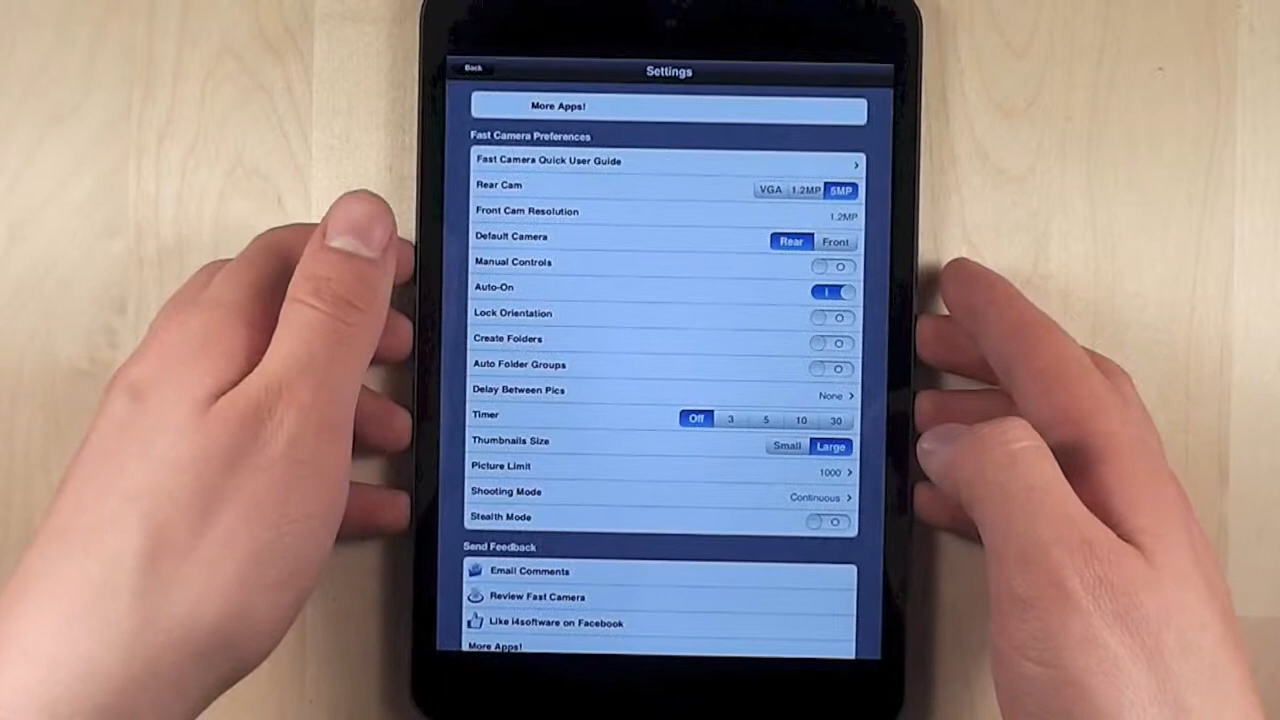 Back
Settings
More Apps!
Fast Camera Preferences
Fast Camera Quick User Guide
Rear Cam VGA 1.2MP 5MP
Front Cam Resolution 1.2MP
Default Camera Rear Front
Manual Controls
Auto-On
Lock Orientation
Create Folders
Auto Folder Groups
Delay Between Pics None
Timer Off 3 5 10 30
Thumbnails Size Small Large
Picture Limit 1000
Shooting Mode Continuous
Stealth Mode
Send Feedback
Email Comments
Review Fast Camera
Like i4software on Facebook
More Apps!